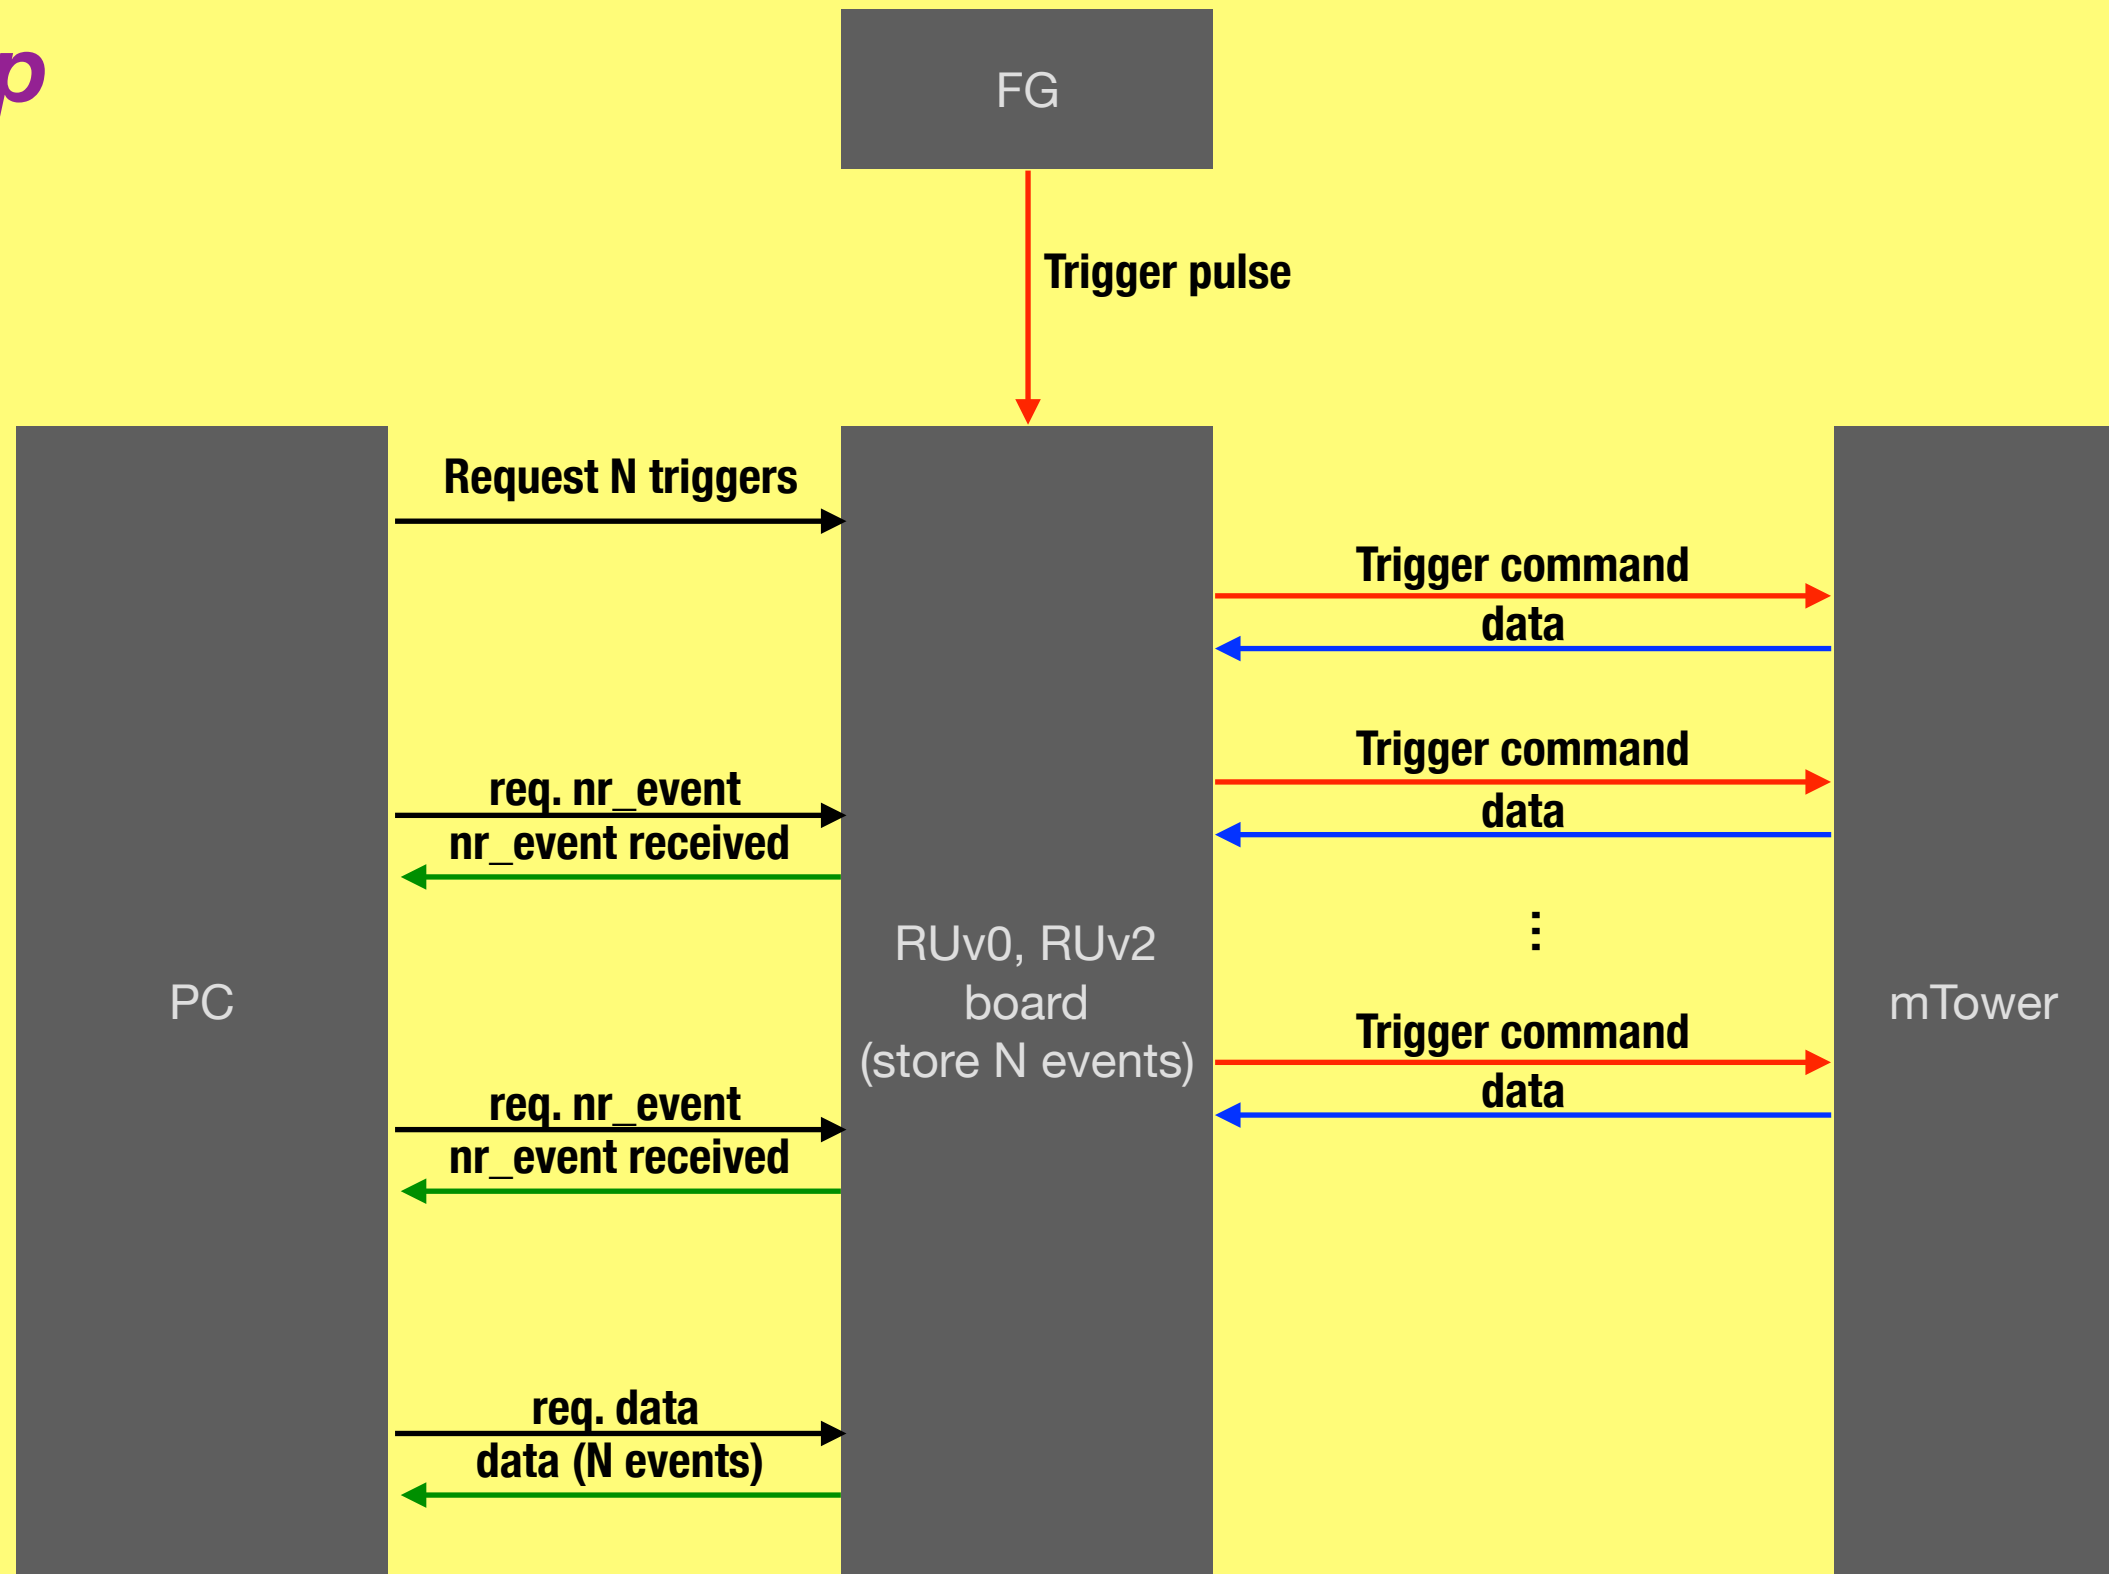 p
FG
Trigger pulse
Request N triggers
Trigger command
data
Trigger command
req. nr_event
data
nr_event received
⋮
RUv0, RUv2
board
(store N events)
PC
mTower
Trigger command
data
req. nr_event
nr_event received
req. data
data (N events)